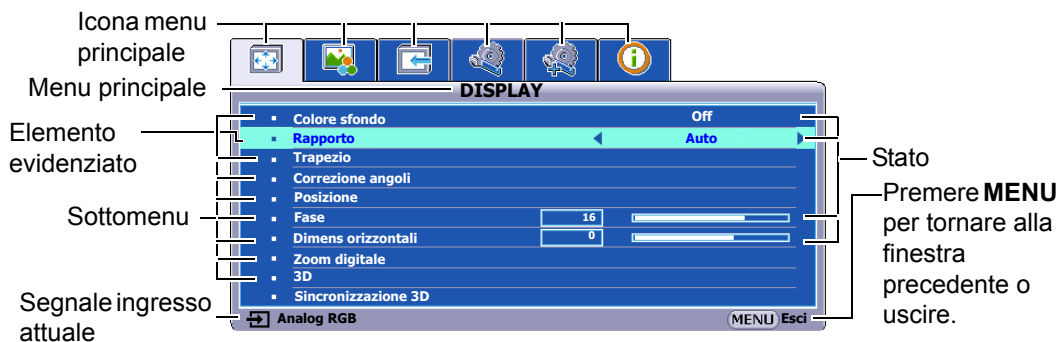 Icona menu
principale
Menu principale
DISPLAY
Elemento
evidenziato
Colore sfondo Off
Rapporto Auto
Trapezio
Correzione angoli
Posizione
Fase 16
Dimens orizzontali 0
Zoom digitale
3D
Sincronizzazione 3D
Sottomenu
Stato
Premere MENU
per tornare alla
finestra
precedente o
uscire.
Segnale ingresso
attuale
Analog RGB
MENU Esci